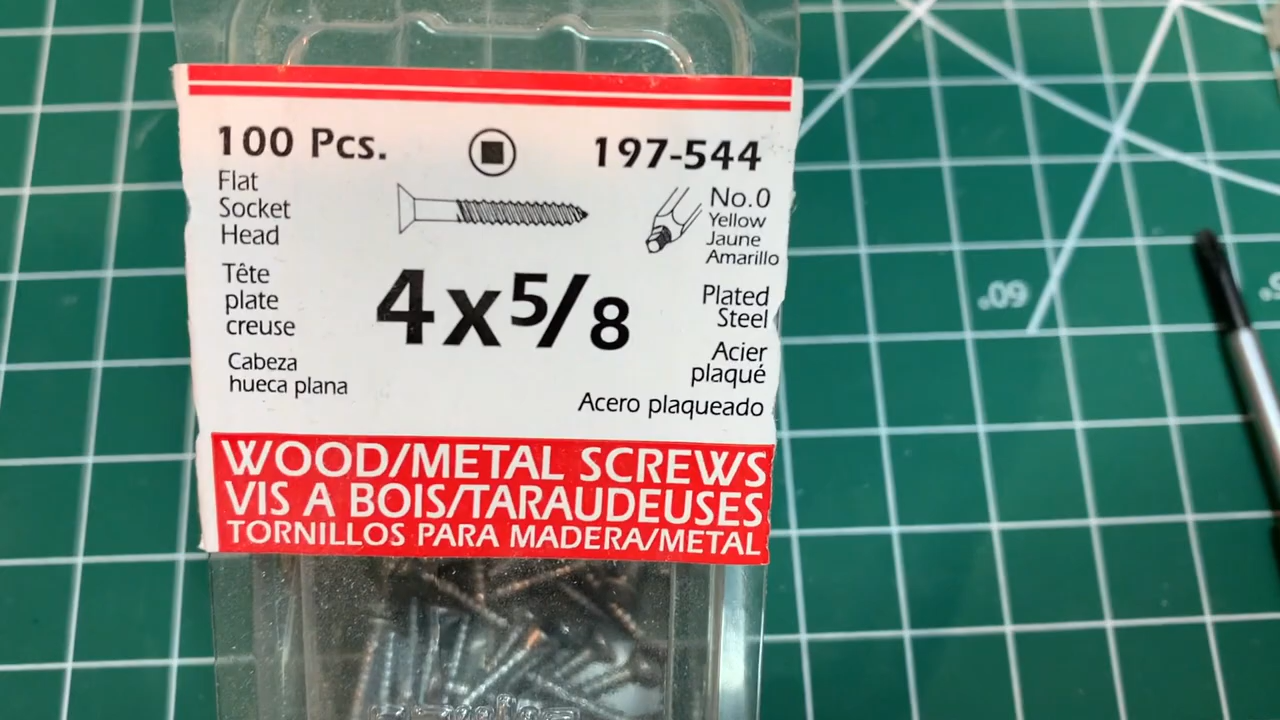 100 Pcs.
197-544
Flat
Socket
Head
No.0
Yellow
Jaune
Amarillo
Tête
plate
creuse
4x5/8
Plated
Steel
Cabeza
hueca plana
Acier
plaqué
Acero plaqueado
WOOD/METAL SCREWS
VIS A BOIS/TARAUDEUSES
TORNILLOS PARA MADERA/METAL
60°